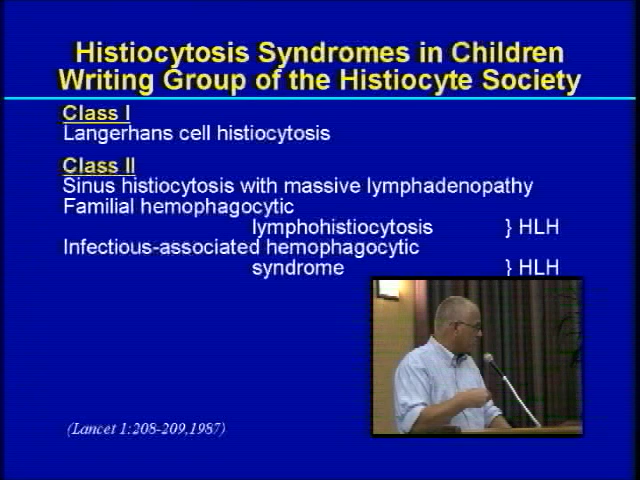 Histiocytosis Syndromes in Children
Writing Group of the Histiocyte Society
Class I
Langerhans cell histiocytosis
Class II
Sinus histiocytosis with massive lymphadenopathy
Familial hemophagocytic
lymphohistiocytosis } HLH
Infectious-associated hemophagocytic
syndrome } HLH
(Lancet 1:208-209,1987)